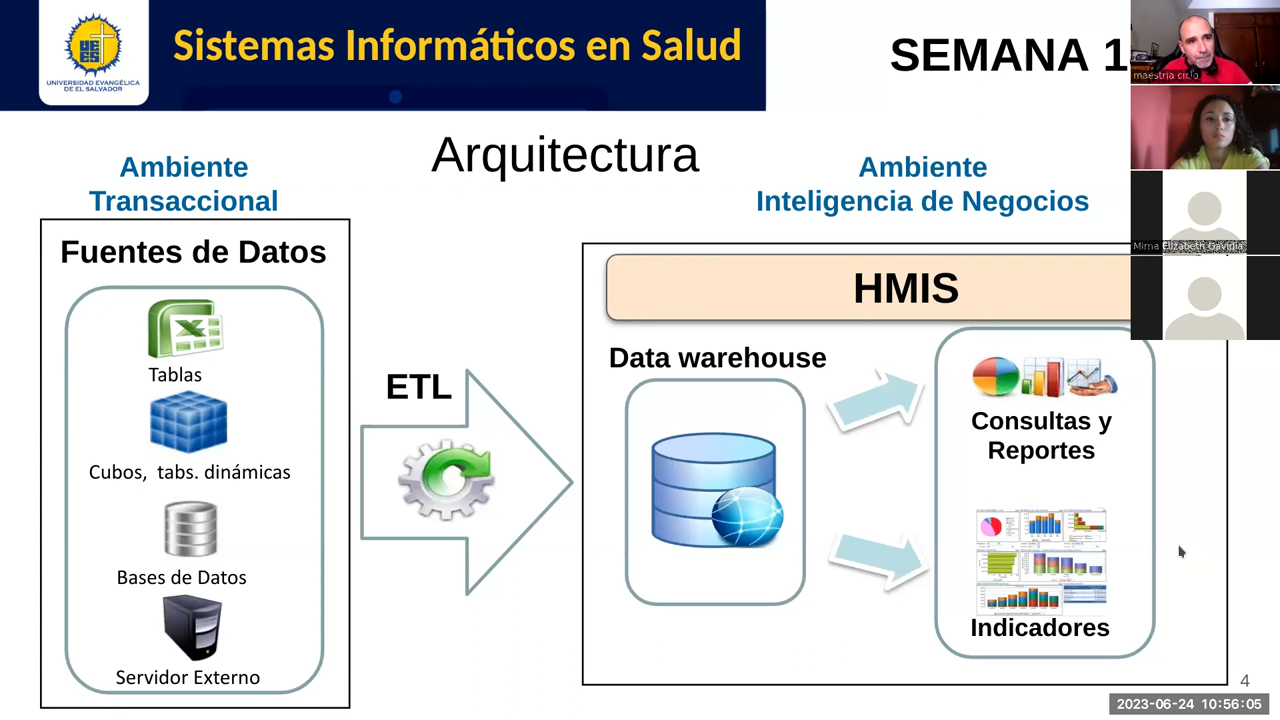 Sistemas Informáticos en Salud
UNIVERSIDAD EVANGÉLICA
DE EL SALVADOR
SEMANA 1
maestria ciclo
Arquitectura
Ambiente
Transaccional
Ambiente
Inteligencia de Negocios
Mirna Elizabeth Gavidia
Fuentes de Datos
HMIS
Tablas
Cubos, tabs. dinámicas
Bases de Datos
Servidor Externo
ETL
Data warehouse
Consultas y
Reportes
Indicadores
4
2023-06-24 10:56:05